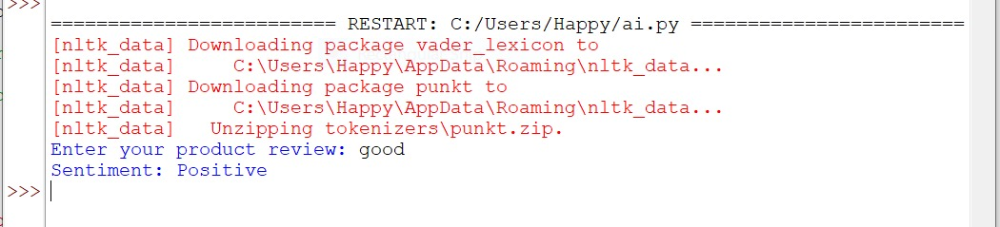 >>>
========================= RESTART: C:/Users/Happy/ai.py ========================
[nltk_data] Downloading package vader_lexicon to
[nltk_data]     C:\Users\Happy\AppData\Roaming\nltk_data...
[nltk_data] Downloading package punkt to
[nltk_data]     C:\Users\Happy\AppData\Roaming\nltk_data...
[nltk_data]   Unzipping tokenizers\punkt.zip.
Enter your product review: good
Sentiment: Positive
>>>